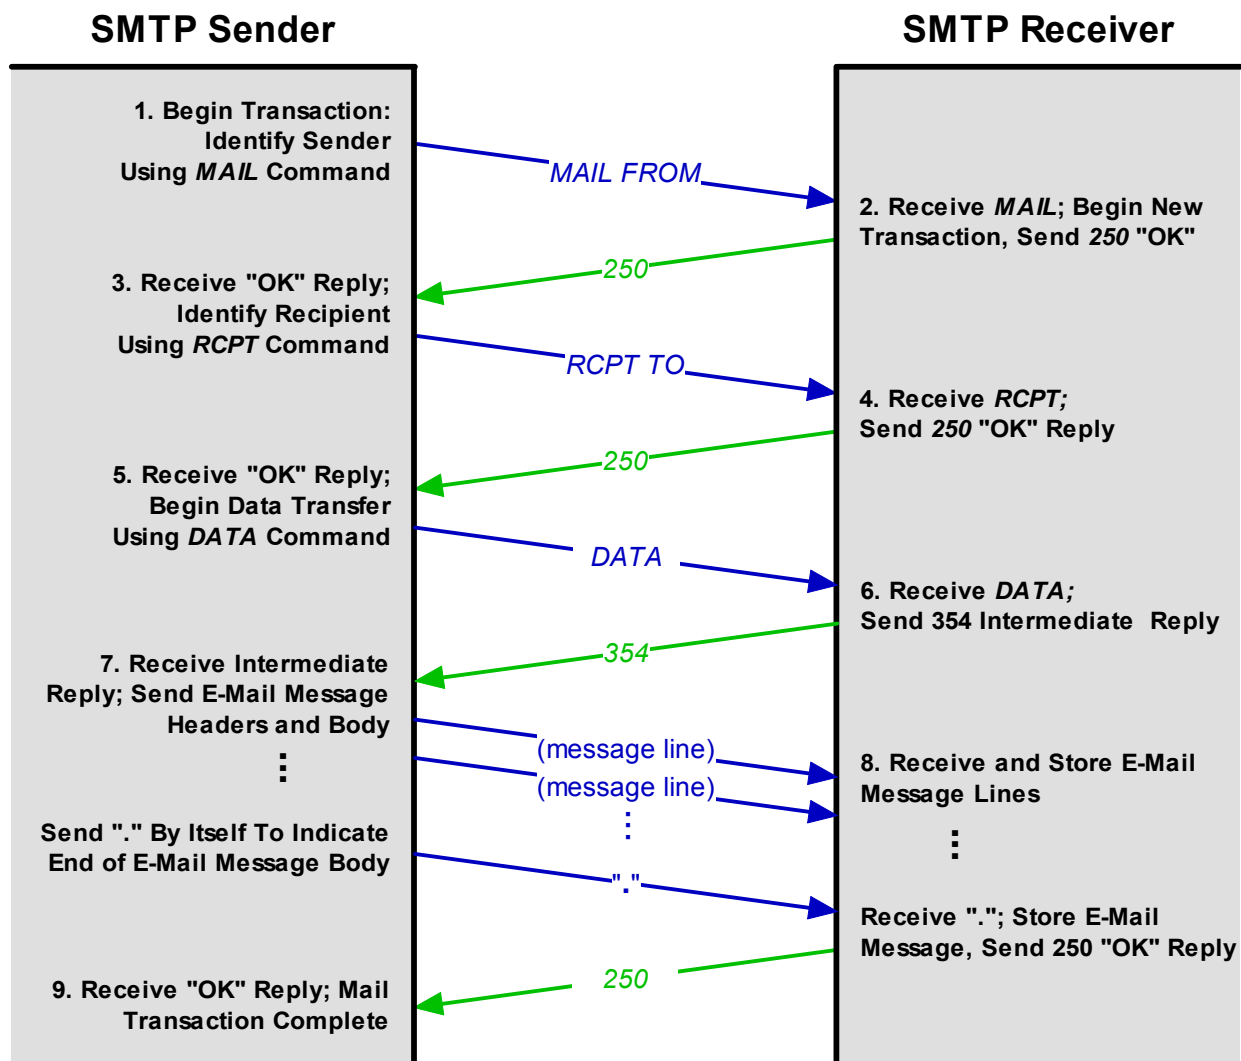 SMTP Sender
SMTP Receiver
1. Begin Transaction:
Identify Sender
Using MAIL Command
MAIL FROM
2. Receive MAIL; Begin New
Transaction, Send 250 "OK"
250
3. Receive "OK" Reply;
Identify Recipient
Using RCPT Command
RCPT TO
4. Receive RCPT;
Send 250 "OK" Reply
250
5. Receive "OK" Reply;
Begin Data Transfer
Using DATA Command
DATA
6. Receive DATA;
Send 354 Intermediate Reply
354
7. Receive Intermediate
Reply; Send E-Mail Message
Headers and Body
(message line)
(message line)
8. Receive and Store E-Mail
Message Lines
Send "." By Itself To Indicate
End of E-Mail Message Body
"."
Receive "."; Store E-Mail
Message, Send 250 "OK" Reply
250
9. Receive "OK" Reply; Mail
Transaction Complete